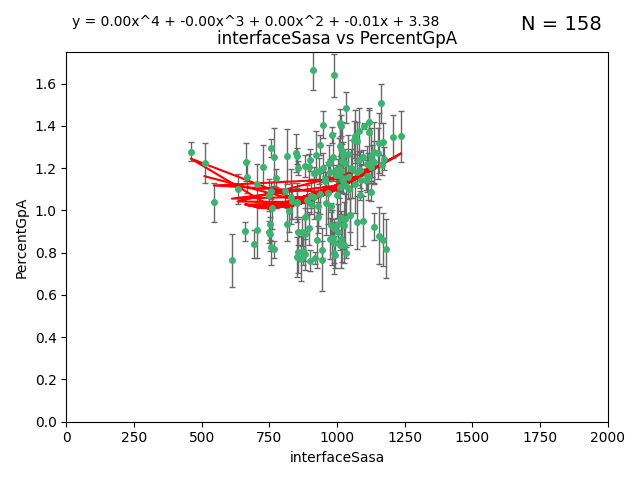 y = 0.00x^4 + -0.00x^3 + 0.00x^2 + -0.01x + 3.38
N = 158
interfaceSasa vs PercentGpA
PercentGpA
1.6
1.4
1.2
1.0
0.8
0.6
0.4
0.2
0.0
0 250 500 750 1000 1250 1500 1750 2000
interfaceSasa